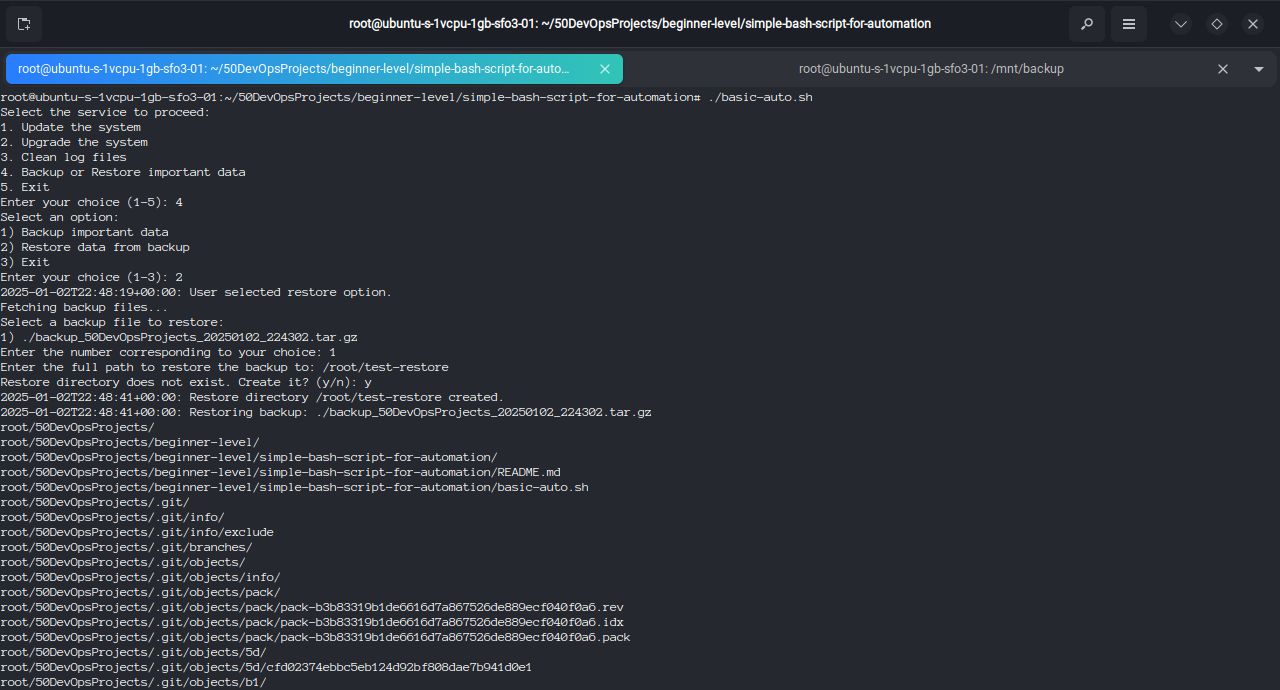 root@ubuntu-s-1vcpu-1gb-sfo3-01: ~/50DevOpsProjects/beginner-level/simple-bash-script-for-automation
root@ubuntu-s-1vcpu-1gb-sfo3-01: ~/50DevOpsProjects/beginner-level/simple-bash-script-for-auto...
root@ubuntu-s-1vcpu-1gb-sfo3-01: /mnt/backup
root@ubuntu-s-1vcpu-1gb-sfo3-01:~/50DevOpsProjects/beginner-level/simple-bash-script-for-automation# ./basic-auto.sh
Select the service to proceed:
1. Update the system
2. Upgrade the system
3. Clean log files
4. Backup or Restore important data
5. Exit
Enter your choice (1-5): 4
Select an option:
1) Backup important data
2) Restore data from backup
3) Exit
Enter your choice (1-3): 2
2025-01-02T22:48:19+00:00: User selected restore option.
Fetching backup files...
Select a backup file to restore:
1) ./backup_50DevOpsProjects_20250102_224302.tar.gz
Enter the number corresponding to your choice: 1
Enter the full path to restore the backup to: /root/test-restore
Restore directory does not exist. Create it? (y/n): y
2025-01-02T22:48:41+00:00: Restore directory /root/test-restore created.
2025-01-02T22:48:41+00:00: Restoring backup: ./backup_50DevOpsProjects_20250102_224302.tar.gz
root/50DevOpsProjects/
root/50DevOpsProjects/beginner-level/
root/50DevOpsProjects/beginner-level/simple-bash-script-for-automation/
root/50DevOpsProjects/beginner-level/simple-bash-script-for-automation/README.md
root/50DevOpsProjects/beginner-level/simple-bash-script-for-automation/basic-auto.sh
root/50DevOpsProjects/.git/
root/50DevOpsProjects/.git/info/
root/50DevOpsProjects/.git/info/exclude
root/50DevOpsProjects/.git/branches/
root/50DevOpsProjects/.git/objects/
root/50DevOpsProjects/.git/objects/info/
root/50DevOpsProjects/.git/objects/pack/
root/50DevOpsProjects/.git/objects/pack/pack-b3b83319b1de6616d7a867526de889ecf040f0a6.rev
root/50DevOpsProjects/.git/objects/pack/pack-b3b83319b1de6616d7a867526de889ecf040f0a6.idx
root/50DevOpsProjects/.git/objects/pack/pack-b3b83319b1de6616d7a867526de889ecf040f0a6.pack
root/50DevOpsProjects/.git/objects/5d/
root/50DevOpsProjects/.git/objects/5d/cfd02374ebbc5eb124d92bf808dae7b941d0e1
root/50DevOpsProjects/.git/objects/b1/